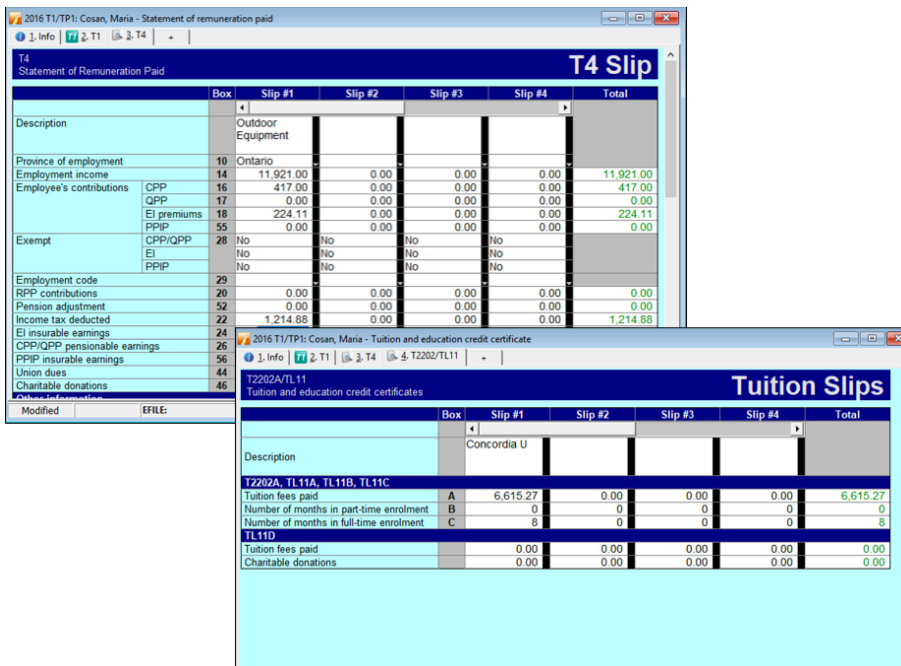 2016 T1/TP1: Cosan, Maria - Statement of remuneration paid
1. Info 2. T1 3. T4 +
T4
Statement of Remuneration Paid
T4 Slip
Box Slip #1 Slip #2 Slip #3 Slip #4 Total
Description Outdoor
Equipment
Province of employment 10 Ontario
Employment income 14 11,921.00 0.00 0.00 0.00 11,921.00
Employee's contributions CPP 16 417.00 0.00 0.00 0.00 417.00
QPP 17 0.00 0.00 0.00 0.00 0.00
EI premiums 18 224.11 0.00 0.00 0.00 224.11
PPIP 55 0.00 0.00 0.00 0.00 0.00
Exempt CPP/QPP 28 No No No No
EI No No No No
PPIP No No No No
Employment code 29
RPP contributions 20 0.00 0.00 0.00 0.00 0.00
Pension adjustment 52 0.00 0.00 0.00 0.00 0.00
Income tax deducted 22 1,214.88 0.00 0.00 0.00 1,214.88
EI insurable earnings 24
CPP/QPP pensionable earnings 26
PPIP insurable earnings 56
Union dues 44
Charitable donations 46
Other information
Modified EFILE:
2016 T1/TP1: Cosan, Maria - Tuition and education credit certificate
1. Info 2. T1 3. T4 4. T2202/TL11 +
T2202A/TL11
Tuition and education credit certificates
Tuition Slips
Box Slip #1 Slip #2 Slip #3 Slip #4 Total
Description Concordia U
T2202A, TL11A, TL11B, TL11C
Tuition fees paid A 6,615.27 0.00 0.00 0.00 6,615.27
Number of months in part-time enrolment B 0 0 0 0 0
Number of months in full-time enrolment C 8 0 0 0 8
TL11D
Tuition fees paid 0.00 0.00 0.00 0.00 0.00
Charitable donations 0.00 0.00 0.00 0.00 0.00